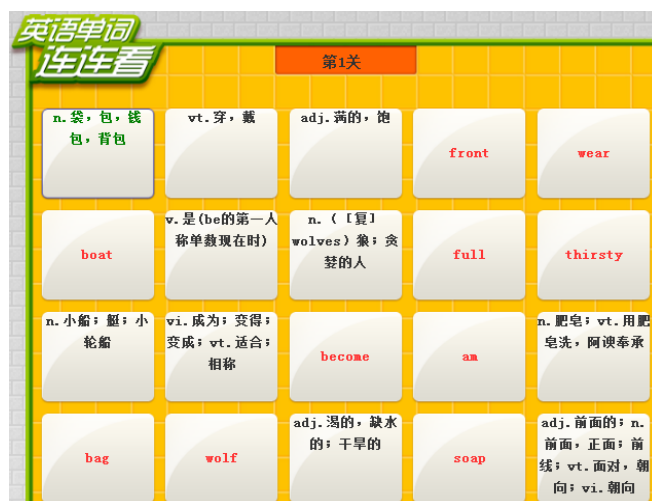 英语单词
连连看
第1关
n.袋，包，钱
包，背包
vt.穿，戴
adj.满的，饱
front
wear
boat
v.是(be的第一人
称单数现在时)
n.（［复］
wolves）狼；贪
婪的人
full
thirsty
n.小船；艇；小
轮船
vi.成为；变得；
变成；vt.适合；
相称
become
am
n.肥皂；vt.用肥
皂洗，阿谀奉承
bag
wolf
adj.渴的，缺水
的；干旱的
soap
adj.前面的；n.
前面，正面；前
线；vt.面对，朝
向；vi.朝向